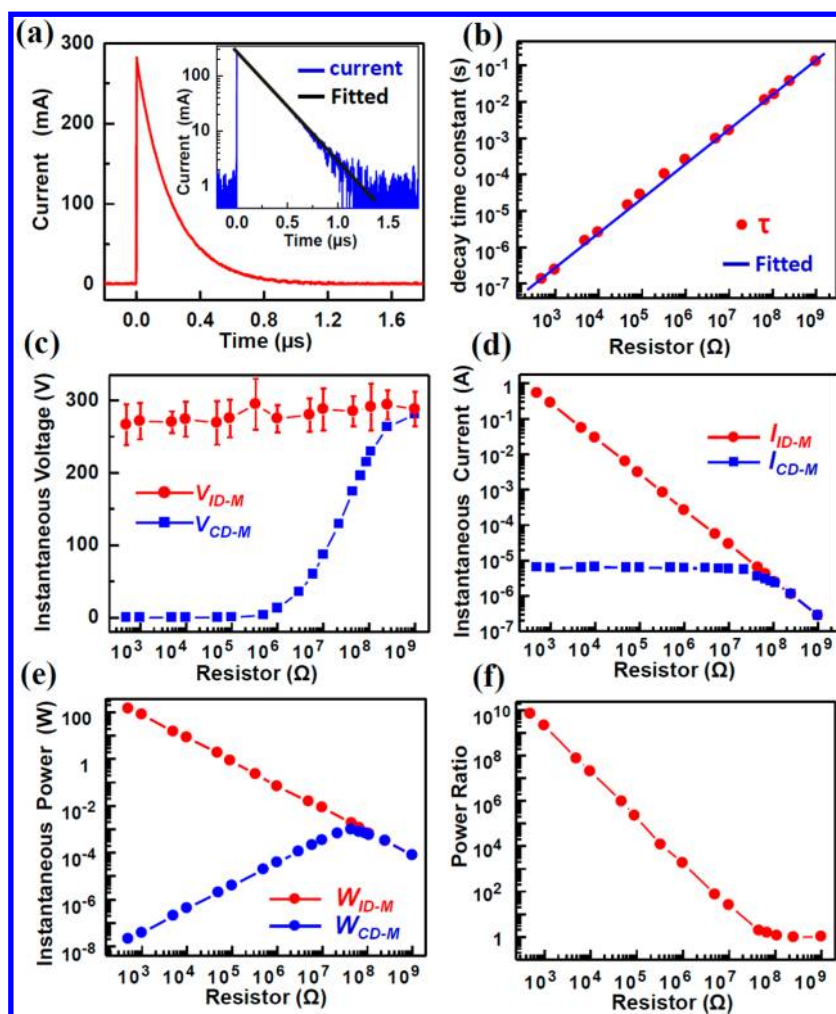 (a)
300
200
100
0
Current (mA)
0.0 0.4 0.8 1.2 1.6
Time (µs)
100
10
1
Current (mA)
current
Fitted
0.0 0.5 1.0 1.5
Time (µs)
(b)
10⁻¹
10⁻²
10⁻³
10⁻⁴
10⁻⁵
10⁻⁶
10⁻⁷
decay time constant (s)
τ
Fitted
10³ 10⁴ 10⁵ 10⁶ 10⁷ 10⁸ 10⁹
Resistor (Ω)
(c)
300
200
100
0
Instantaneous Voltage (V)
V_ID-M
V_CD-M
10³ 10⁴ 10⁵ 10⁶ 10⁷ 10⁸ 10⁹
Resistor (Ω)
(d)
1
10⁻¹
10⁻²
10⁻³
10⁻⁴
10⁻⁵
10⁻⁶
10⁻⁷
Instantaneous Current (A)
I_ID-M
I_CD-M
10³ 10⁴ 10⁵ 10⁶ 10⁷ 10⁸ 10⁹
Resistor (Ω)
(e)
100
1
10⁻²
10⁻⁴
10⁻⁶
10⁻⁸
Instantaneous Power (W)
W_ID-M
W_CD-M
10³ 10⁴ 10⁵ 10⁶ 10⁷ 10⁸ 10⁹
Resistor (Ω)
(f)
10¹⁰
10⁸
10⁶
10⁴
10²
1
Power Ratio
10³ 10⁴ 10⁵ 10⁶ 10⁷ 10⁸ 10⁹
Resistor (Ω)